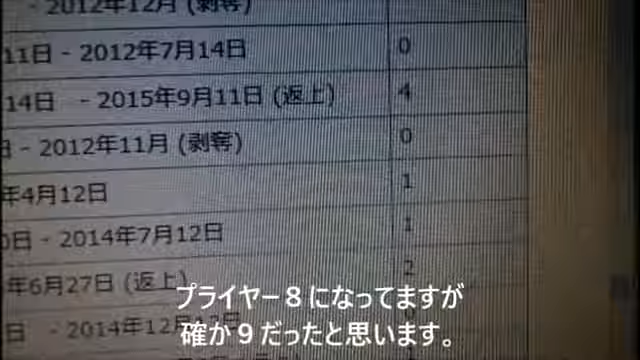 - 2012年12月 (剥奪)
11日 - 2012年7月14日 0
14日 - 2015年9月11日 (返上) 4
日 - 2012年11月 (剥奪) 0
年4月12日 1
0日 - 2014年7月12日 1
年6月27日 (返上) 2
日 - 2014年12月
プライヤー８になってますが
確か９だったと思います。